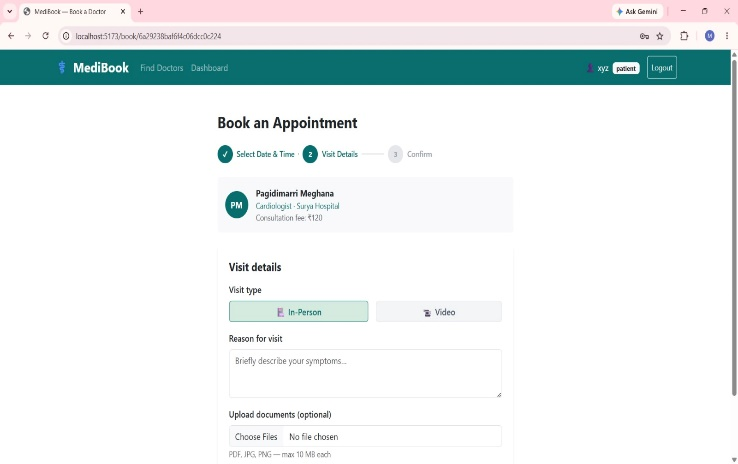 MediBook — Book a Doctor
Ask Gemini
localhost:5173/book/6a29238baf6f4c06dcc0c224
M
MediBook Find Doctors Dashboard xyz patient Logout
Book an Appointment
✓ Select Date & Time 2 Visit Details 3 Confirm
PM
Pagidimarri Meghana
Cardiologist · Surya Hospital
Consultation fee: ₹120
Visit details
Visit type
In-Person Video
Reason for visit
Briefly describe your symptoms...
Upload documents (optional)
Choose Files No file chosen
PDF, JPG, PNG — max 10 MB each